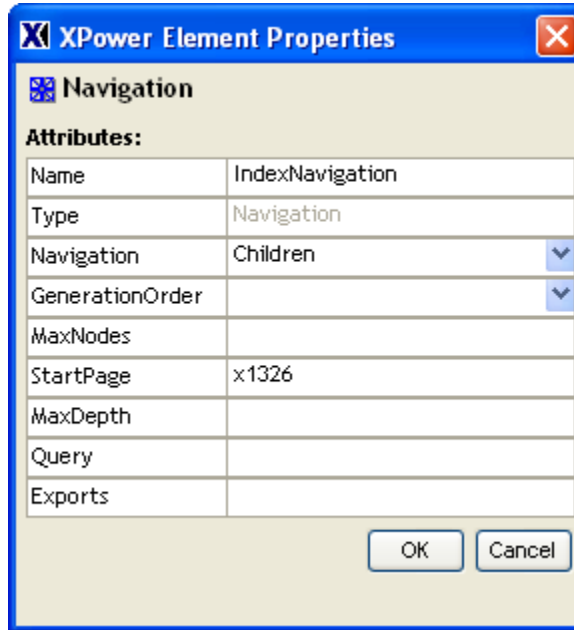 XPower Element Properties
Navigation
Attributes:
Name IndexNavigation
Type Navigation
Navigation Children
GenerationOrder
MaxNodes
StartPage x1326
MaxDepth
Query
Exports
OK Cancel